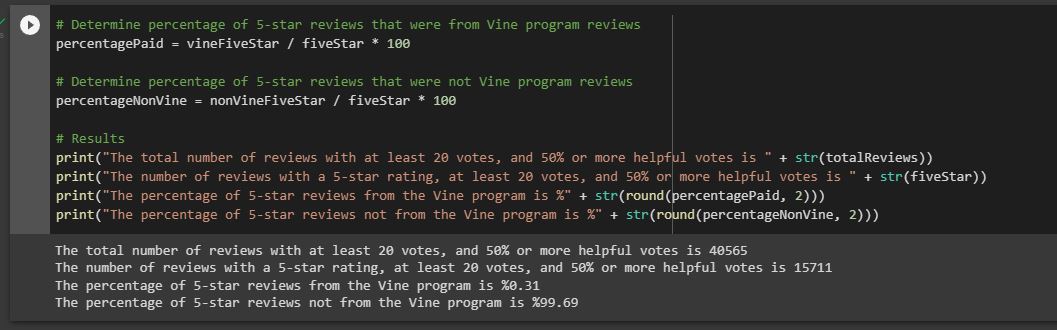 # Determine percentage of 5-star reviews that were from Vine program reviews
percentagePaid = vineFiveStar / fiveStar * 100
# Determine percentage of 5-star reviews that were not Vine program reviews
percentageNonVine = nonVineFiveStar / fiveStar * 100
# Results
print("The total number of reviews with at least 20 votes, and 50% or more helpful votes is " + str(totalReviews))
print("The number of reviews with a 5-star rating, at least 20 votes, and 50% or more helpful votes is " + str(fiveStar))
print("The percentage of 5-star reviews from the Vine program is %" + str(round(percentagePaid, 2)))
print("The percentage of 5-star reviews not from the Vine program is %" + str(round(percentageNonVine, 2)))
The total number of reviews with at least 20 votes, and 50% or more helpful votes is 40565
The number of reviews with a 5-star rating, at least 20 votes, and 50% or more helpful votes is 15711
The percentage of 5-star reviews from the Vine program is %0.31
The percentage of 5-star reviews not from the Vine program is %99.69